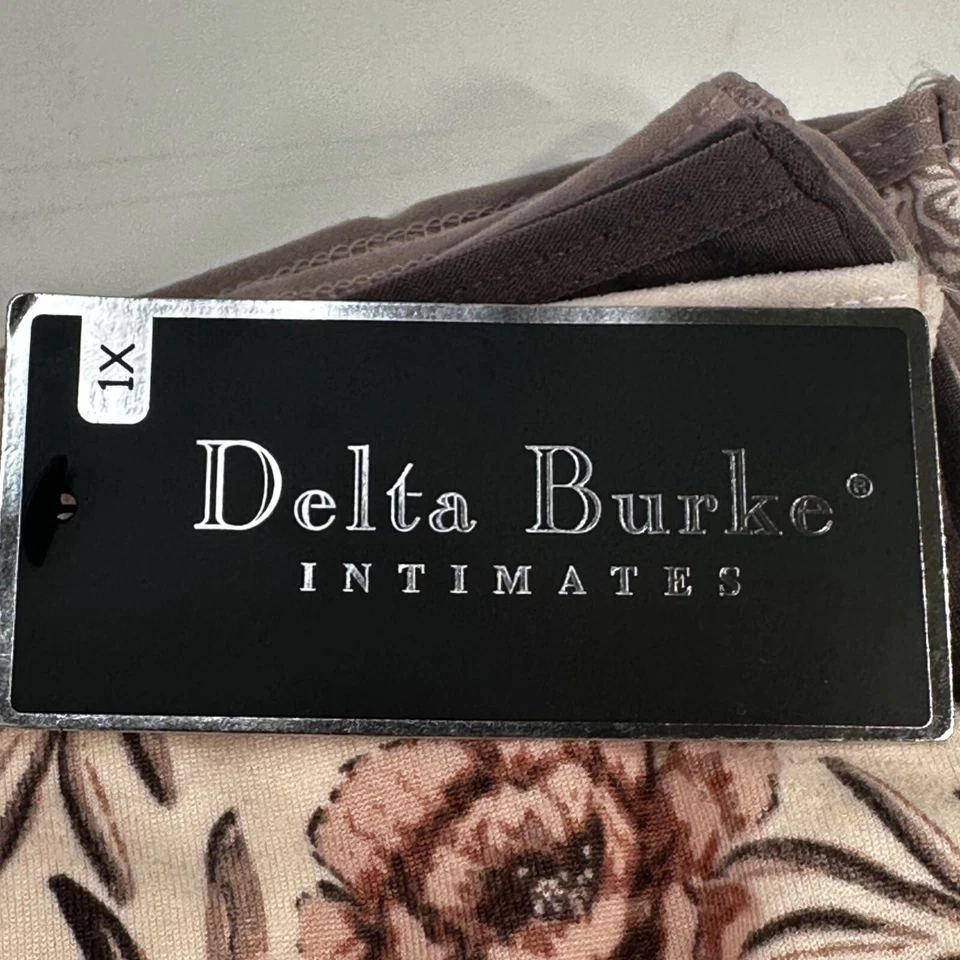 1X
Delta Burke®
INTIMATES